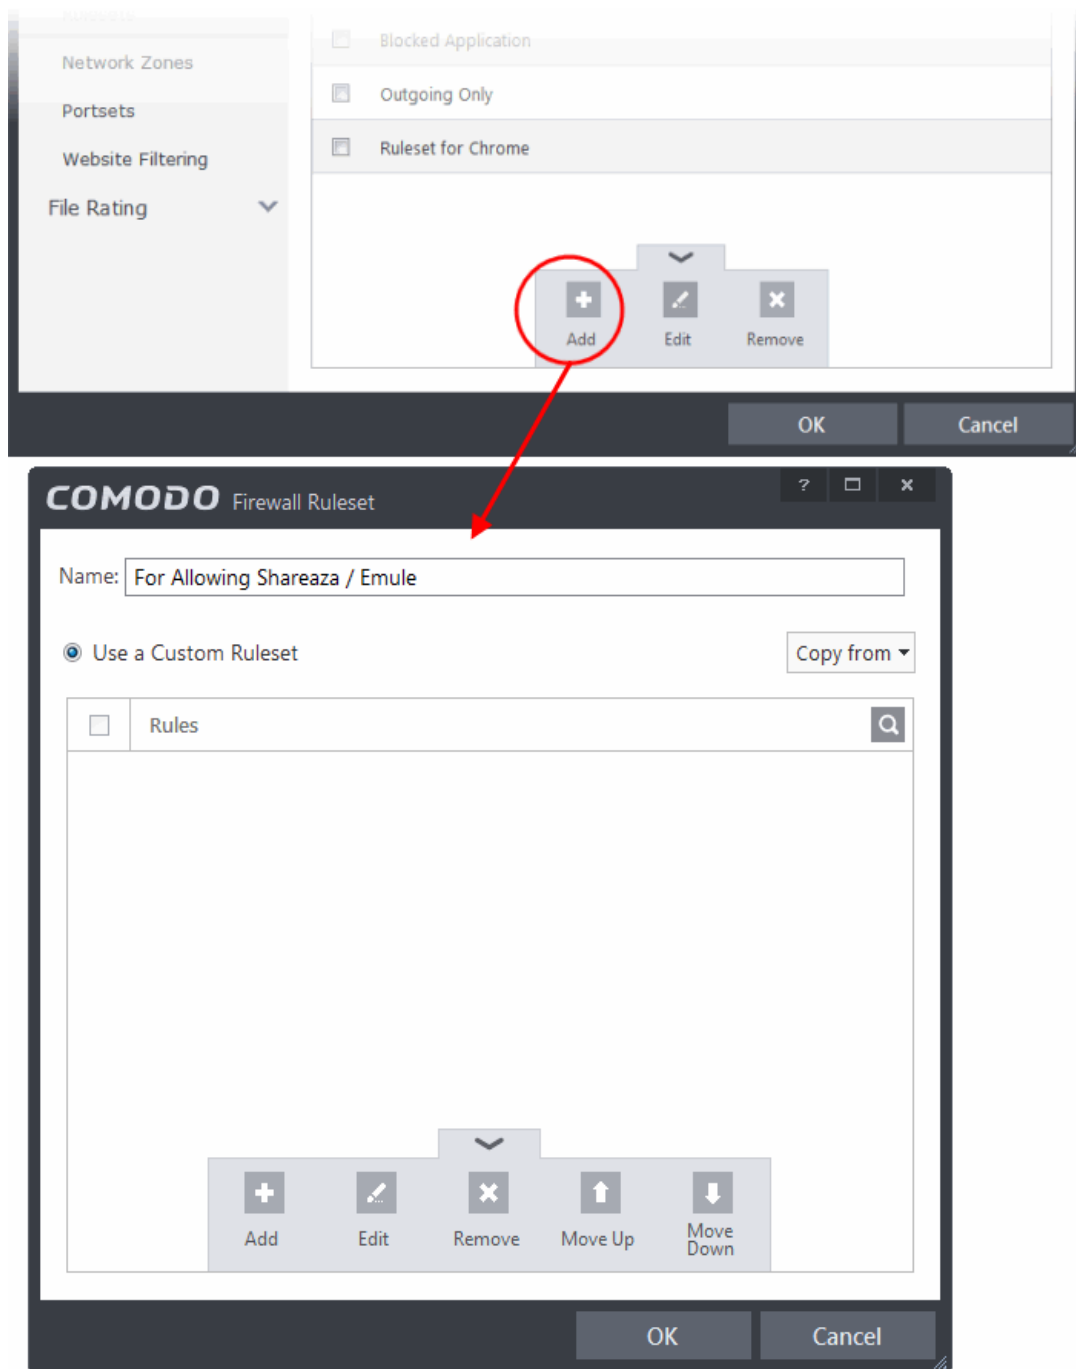 Blocked Application
Network Zones
Outgoing Only
Portsets
Ruleset for Chrome
Website Filtering
File Rating
Add
Edit
Remove
OK
Cancel
COMODO Firewall Ruleset
?
Name: For Allowing Shareaza / Emule
Use a Custom Ruleset
Copy from
Rules
Add
Edit
Remove
Move Up
Move
Down
OK
Cancel